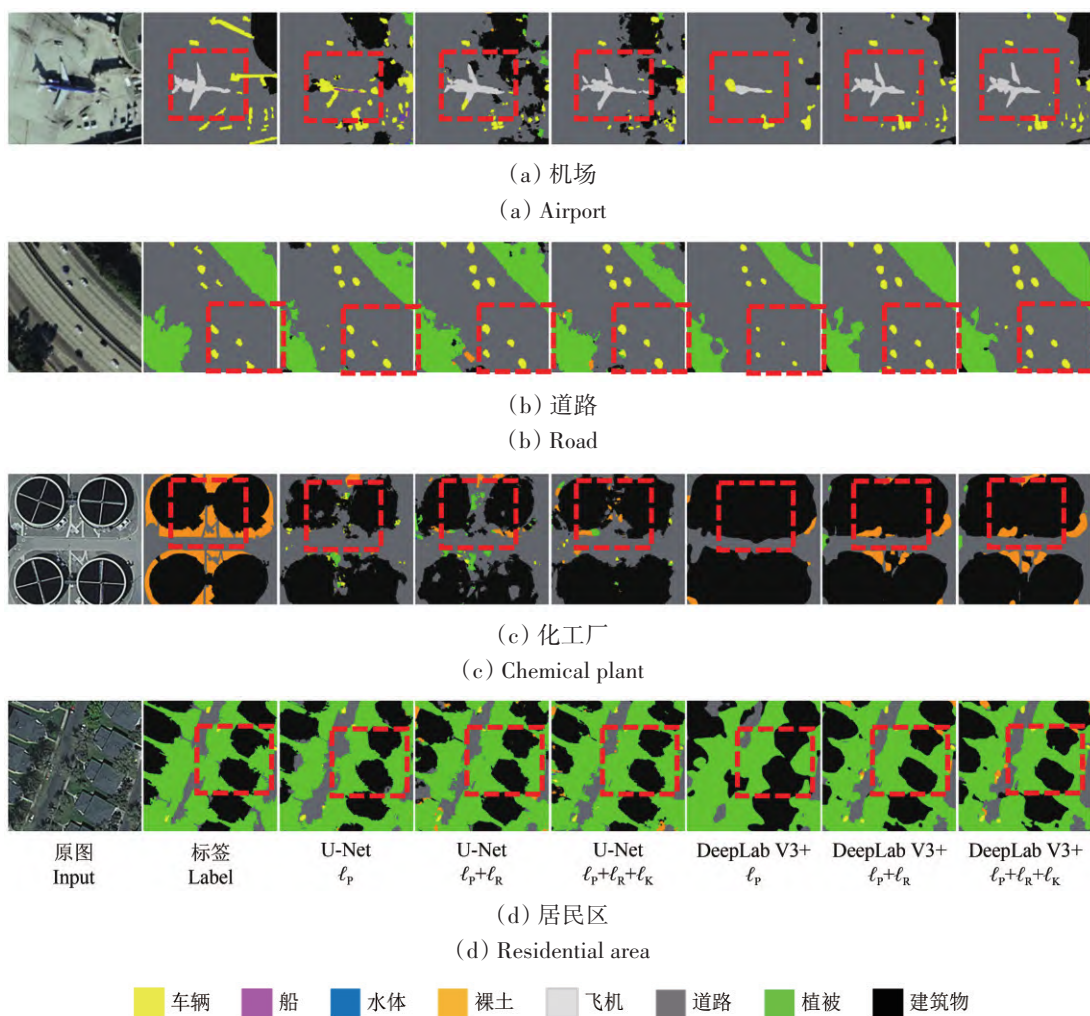 (a) 机场
(a) Airport
(b) 道路
(b) Road
(c) 化工厂
(c) Chemical plant
原图 标签 U-Net U-Net U-Net DeepLab V3+ DeepLab V3+ DeepLab V3+
Input Label ℓP ℓP+ℓR ℓP+ℓR+ℓK ℓP ℓP+ℓR ℓP+ℓR+ℓK
(d) 居民区
(d) Residential area
车辆 船 水体 裸土 飞机 道路 植被 建筑物